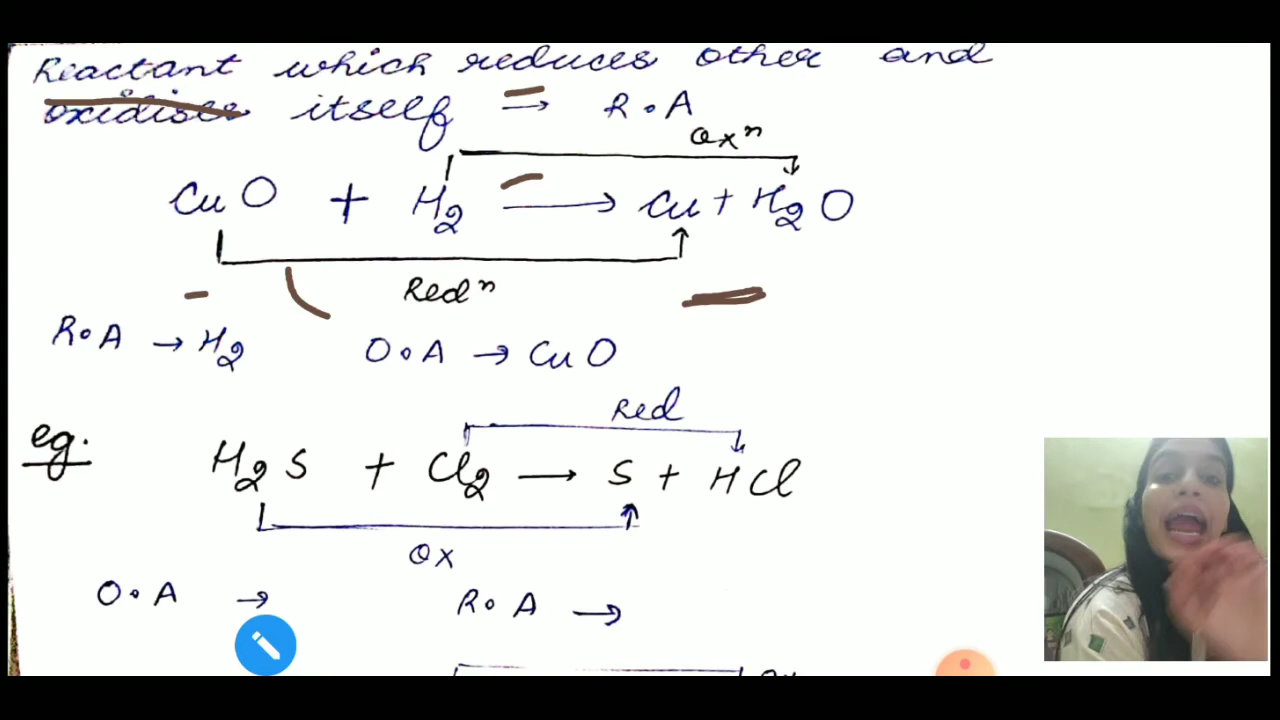 Reactant which reduces other and
oxidises itself → R.A
Oxⁿ
CuO + H₂ → Cu + H₂O
Redⁿ
R.A → H₂ O.A → CuO
Red
eg. H₂S + Cl₂ → S + HCl
Ox
O.A → R.A →